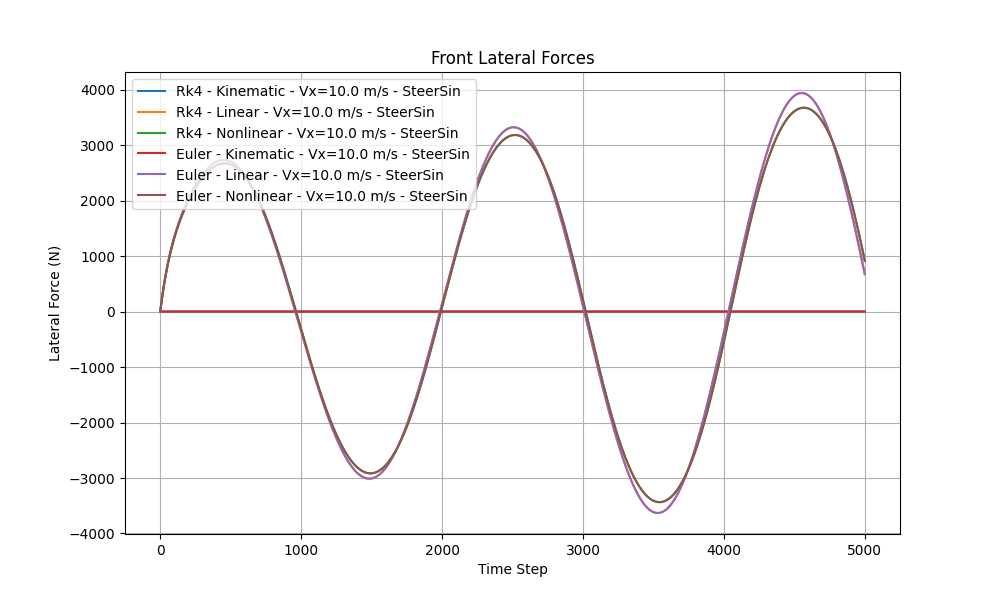 Front Lateral Forces
Rk4 - Kinematic - Vx=10.0 m/s - SteerSin
Rk4 - Linear - Vx=10.0 m/s - SteerSin
Rk4 - Nonlinear - Vx=10.0 m/s - SteerSin
Euler - Kinematic - Vx=10.0 m/s - SteerSin
Euler - Linear - Vx=10.0 m/s - SteerSin
Euler - Nonlinear - Vx=10.0 m/s - SteerSin
Lateral Force (N)
4000
3000
2000
1000
0
−1000
−2000
−3000
−4000
0 1000 2000 3000 4000 5000
Time Step